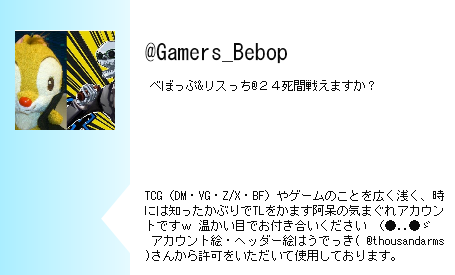 @Gamers_Bebop
べぼっぷ&リスっち@２４死間戦えますか？
TCG（DM・VG・Z/X・BF）やゲームのことを広く浅く、時
には知ったかぶりでTLをかます阿呆の気まぐれアカウン
トですｗ 温かい目でお付き合いください （●..●ゞ
アカウント絵・ヘッダー絵はうでっき( @thousandarms
)さんから許可をいただいて使用しております。